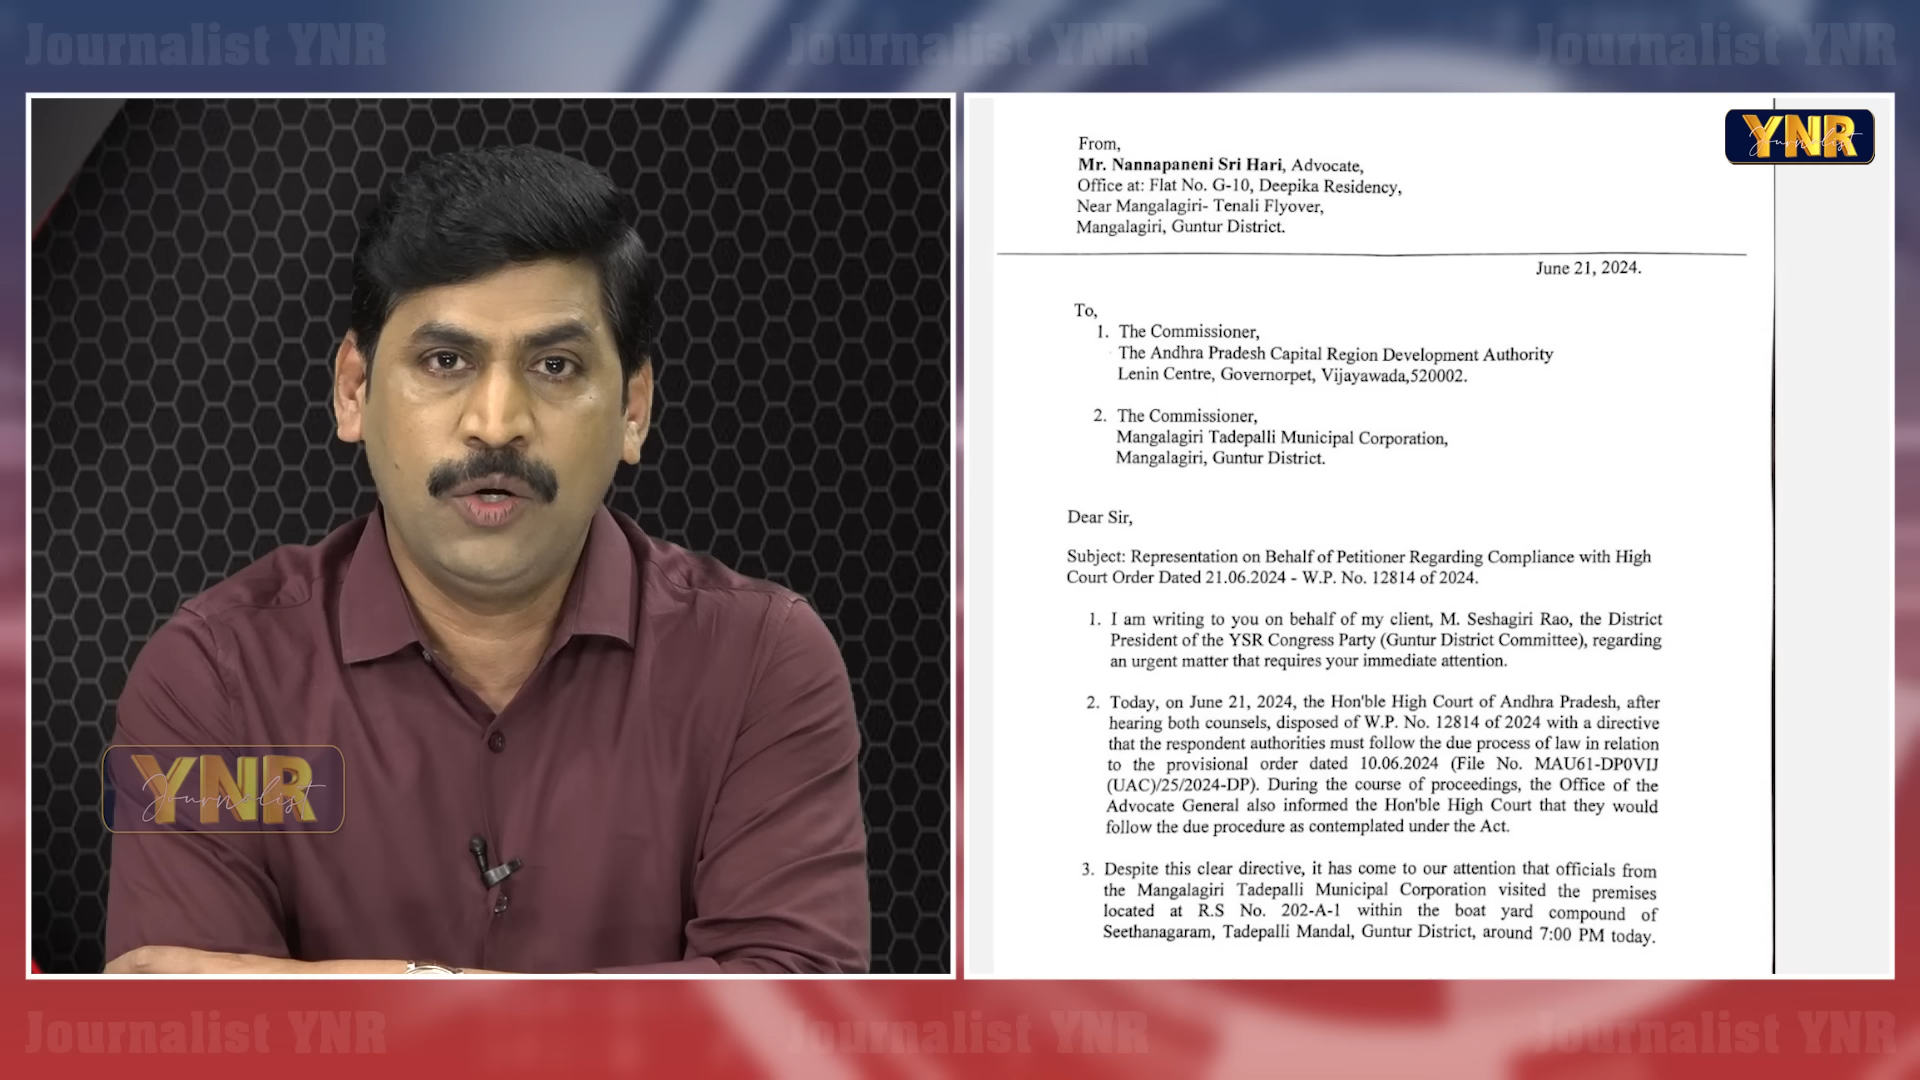 Journalist YNR
Journalist YNR
Journalist YNR
YNR
Journalist
From,
Mr. Nannapaneni Sri Hari, Advocate,
Office at: Flat No. G-10, Deepika Residency,
Near Mangalagiri- Tenali Flyover,
Mangalagiri, Guntur District.
June 21, 2024.
To,
1. The Commissioner,
The Andhra Pradesh Capital Region Development Authority
Lenin Centre, Governorpet, Vijayawada,520002.
2. The Commissioner,
Mangalagiri Tadepalli Municipal Corporation,
Mangalagiri, Guntur District.
Dear Sir,
Subject: Representation on Behalf of Petitioner Regarding Compliance with High
Court Order Dated 21.06.2024 - W.P. No. 12814 of 2024.
1. I am writing to you on behalf of my client, M. Seshagiri Rao, the District
President of the YSR Congress Party (Guntur District Committee), regarding
an urgent matter that requires your immediate attention.
2. Today, on June 21, 2024, the Hon'ble High Court of Andhra Pradesh, after
hearing both counsels, disposed of W.P. No. 12814 of 2024 with a directive
that the respondent authorities must follow the due process of law in relation
to the provisional order dated 10.06.2024 (File No. MAU61-DP0VIJ
(UAC)/25/2024-DP). During the course of proceedings, the Office of the
Advocate General also informed the Hon'ble High Court that they would
follow the due procedure as contemplated under the Act.
3. Despite this clear directive, it has come to our attention that officials from
the Mangalagiri Tadepalli Municipal Corporation visited the premises
located at R.S No. 202-A-1 within the boat yard compound of
Seethanagaram, Tadepalli Mandal, Guntur District, around 7:00 PM today.
YNR
Journalist
Journalist YNR
Journalist YNR
Journalist YNR